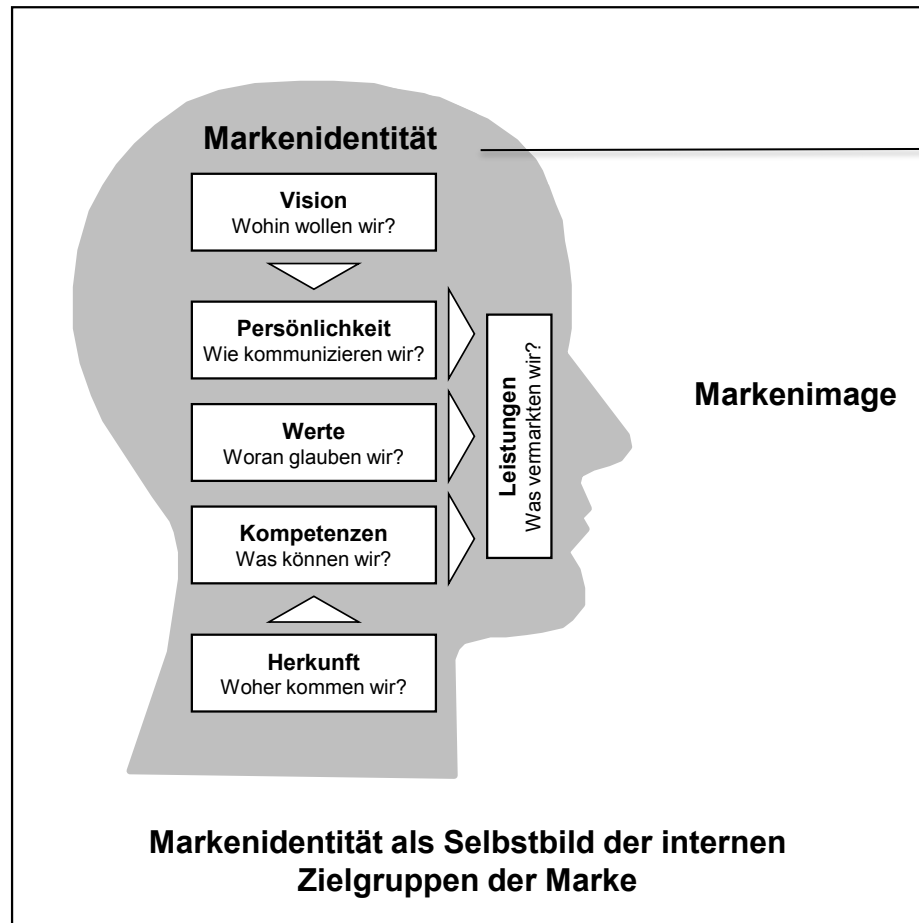 Markenidentität
Vision
Wohin wollen wir?
Persönlichkeit
Wie kommunizieren wir?
Werte
Woran glauben wir?
Kompetenzen
Was können wir?
Herkunft
Woher kommen wir?
Leistungen
Was vermarkten wir?
Markenimage
Markenidentität als Selbstbild der internen
Zielgruppen der Marke